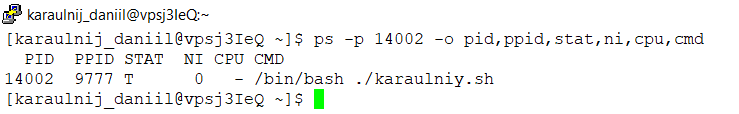 karaulnij_daniil@vpsj3IeQ:~
[karaulnij_daniil@vpsj3IeQ ~]$ ps -p 14002 -o pid,ppid,stat,ni,cpu,cmd
  PID  PPID STAT  NI CPU CMD
14002  9777 T      0   - /bin/bash ./karaulniy.sh
[karaulnij_daniil@vpsj3IeQ ~]$